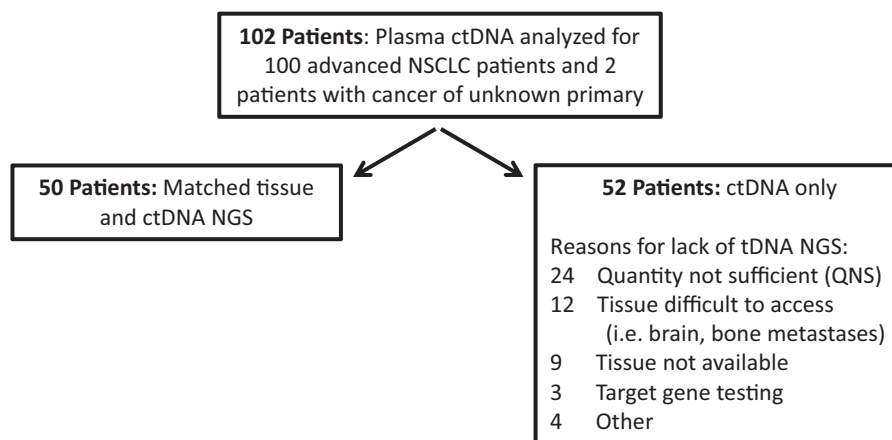 102 Patients: Plasma ctDNA analyzed for
100 advanced NSCLC patients and 2
patients with cancer of unknown primary
50 Patients: Matched tissue
and ctDNA NGS
52 Patients: ctDNA only
Reasons for lack of tDNA NGS:
24 Quantity not sufficient (QNS)
12 Tissue difficult to access
(i.e. brain, bone metastases)
9 Tissue not available
3 Target gene testing
4 Other